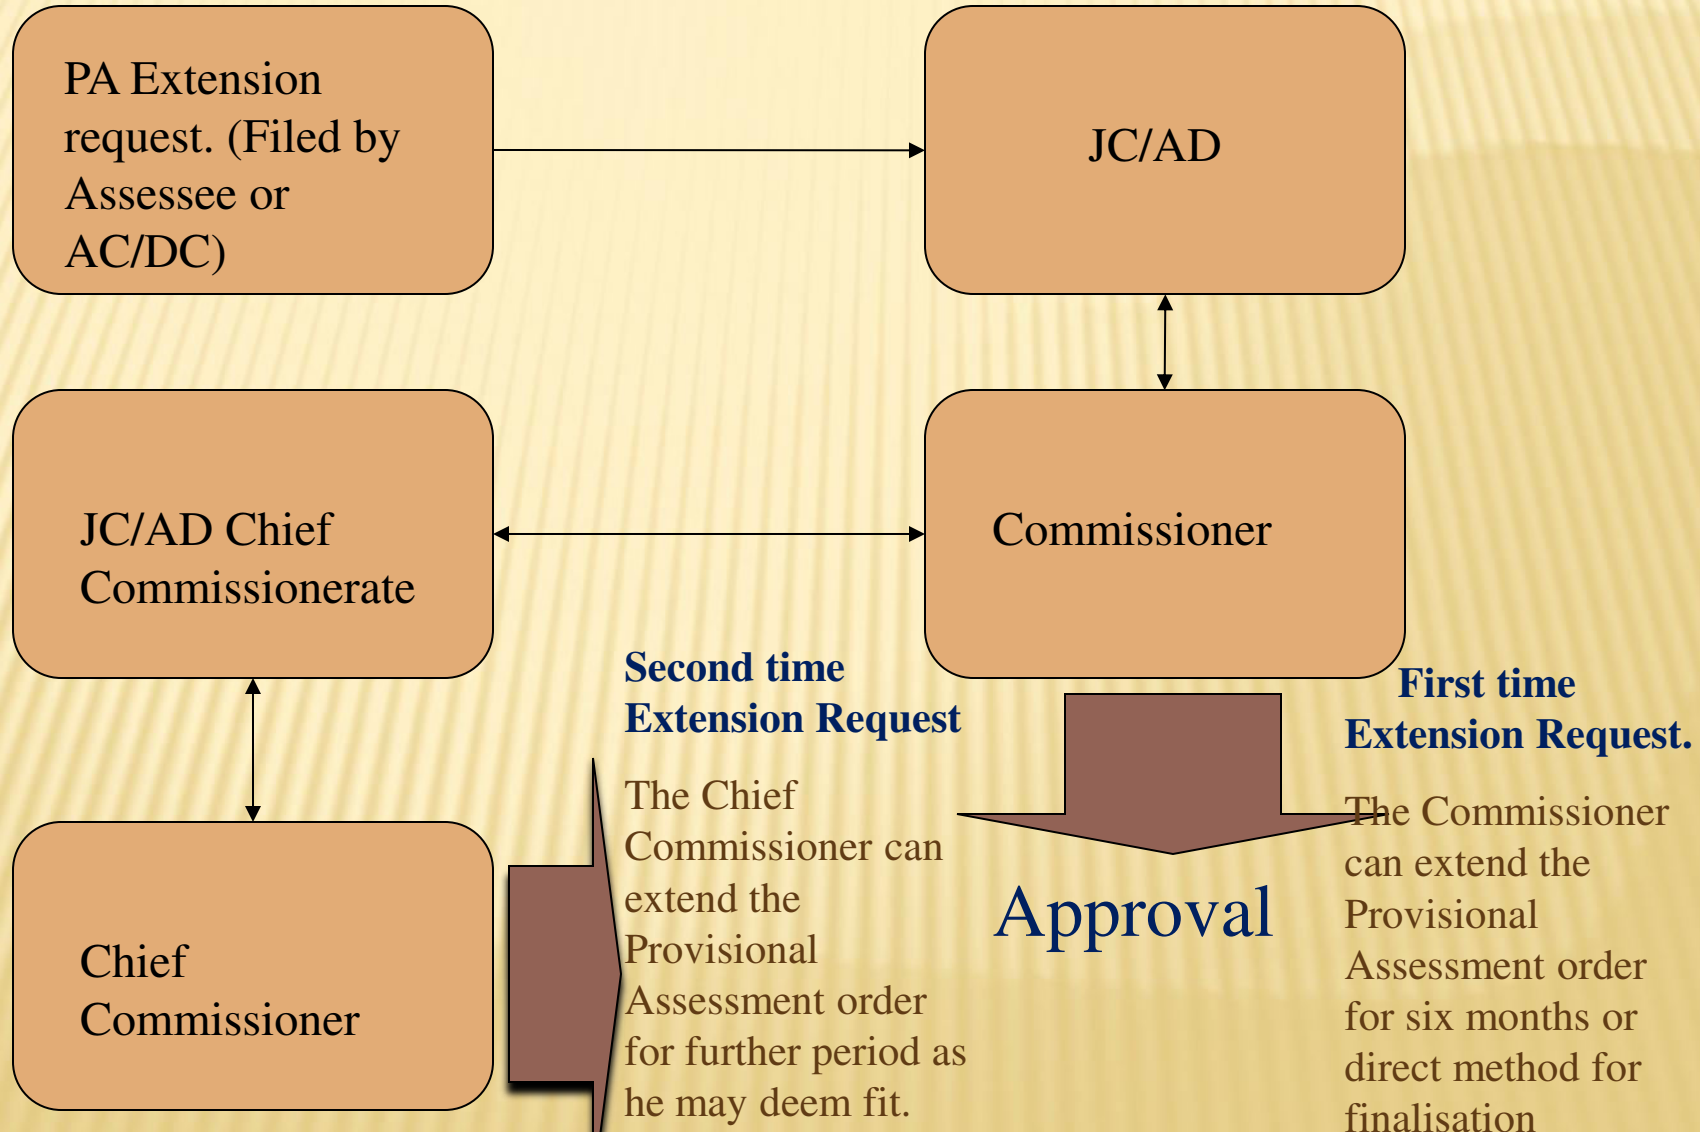 PA Extension
request. (Filed by
Assessee or
AC/DC)
JC/AD
JC/AD Chief
Commissionerate
Commissioner
Chief
Commissioner
Second time
Extension Request
The Chief
Commissioner can
extend the
Provisional
Assessment order
for further period as
he may deem fit.
Approval
First time
Extension Request.
The Commissioner
can extend the
Provisional
Assessment order
for six months or
direct method for
finalisation